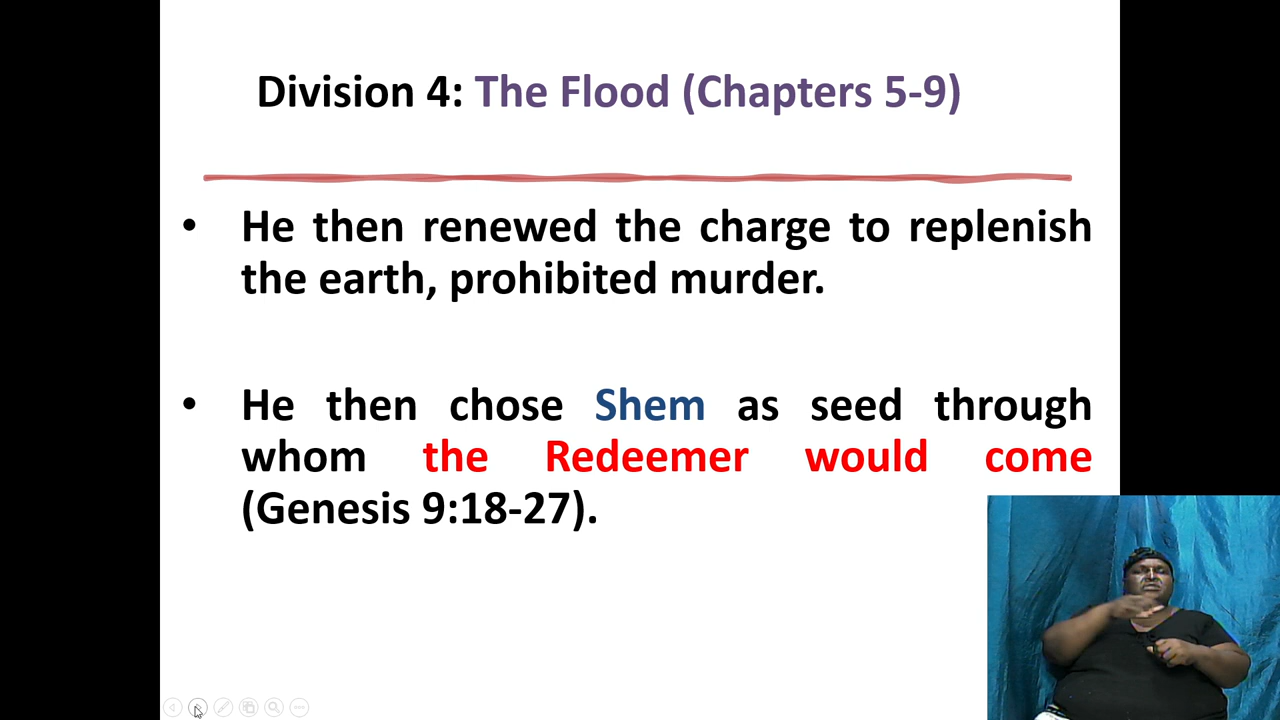 Division 4: The Flood (Chapters 5-9)
• He then renewed the charge to replenish
the earth, prohibited murder.
• He then chose Shem as seed through
whom the Redeemer would come
(Genesis 9:18-27).